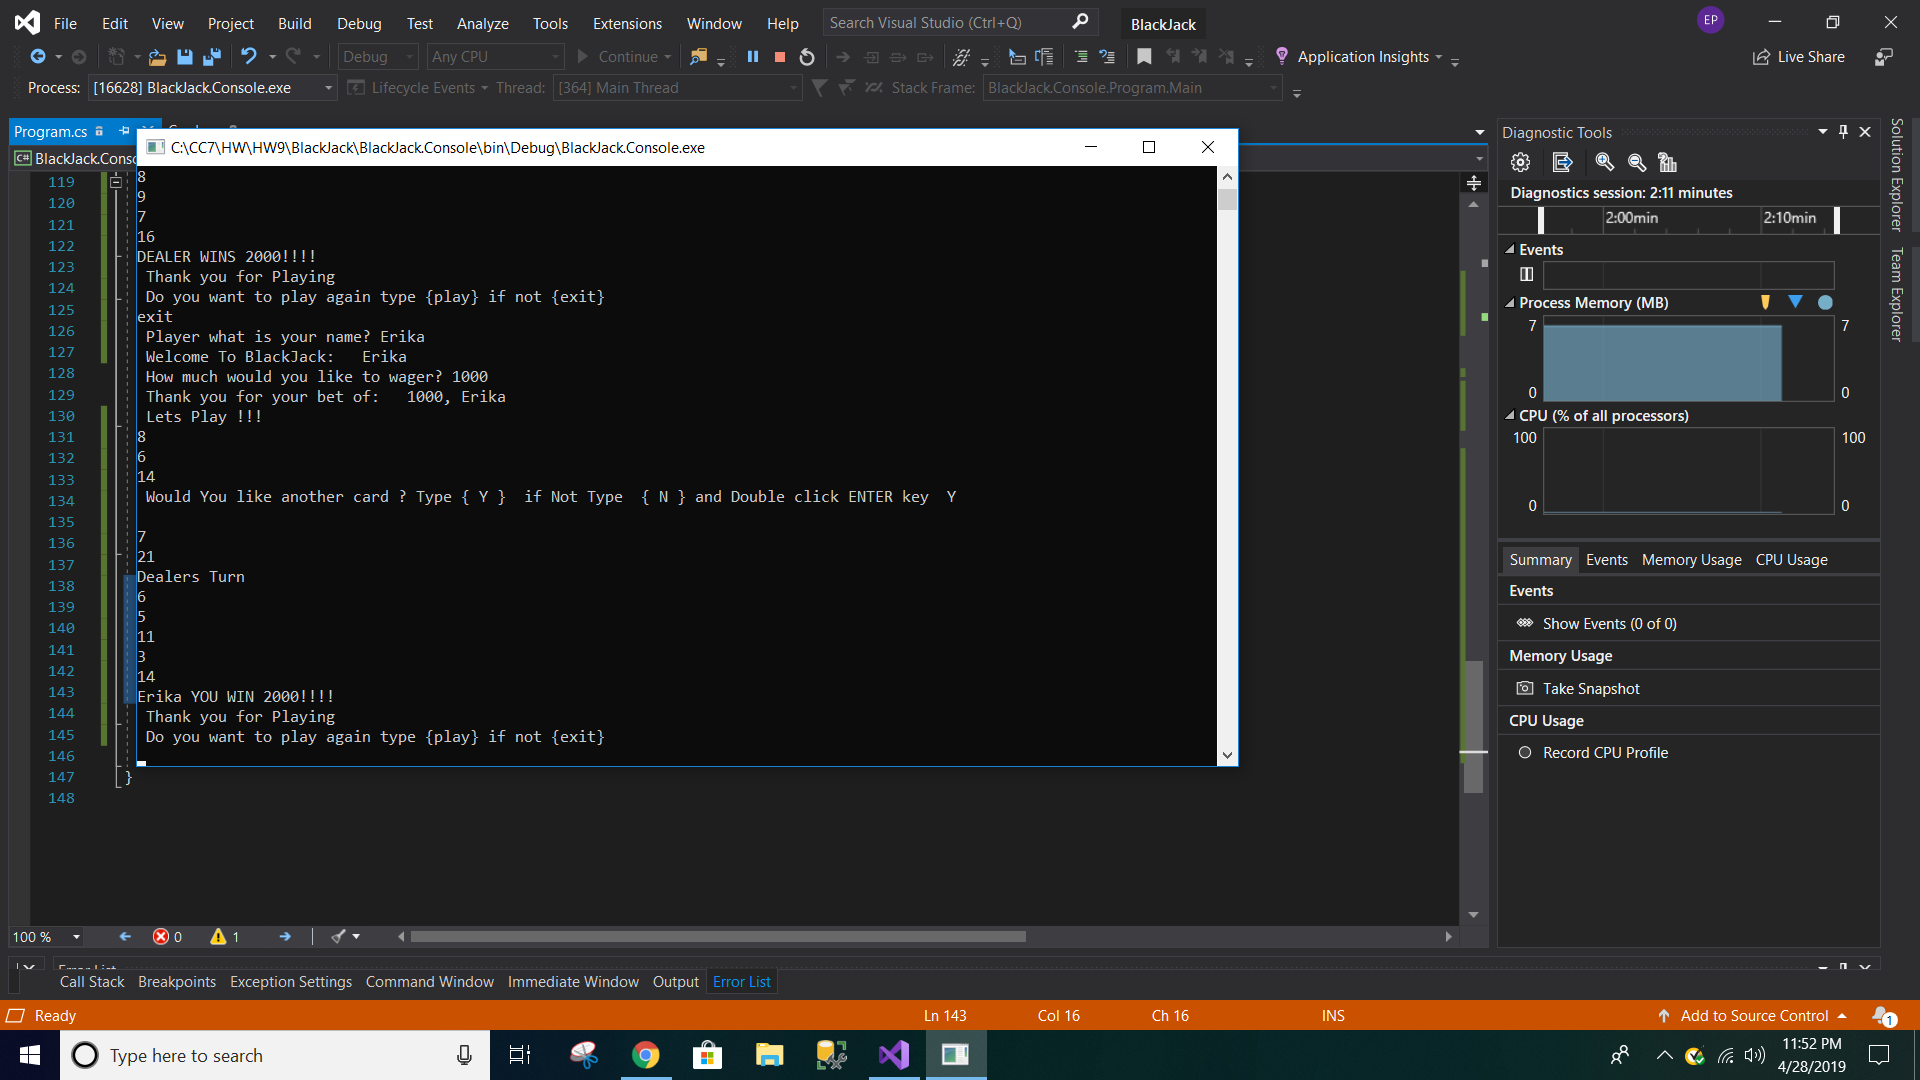 File Edit View Project Build Debug Test Analyze Tools Extensions Window Help Search Visual Studio (Ctrl+Q) BlackJack EP
Debug Any CPU Continue Application Insights Live Share
Process: [16628] BlackJack.Console.exe Lifecycle Events Thread: [364] Main Thread Stack Frame: BlackJack.Console.Program.Main
Program.cs
C# BlackJack.Conso
C:\CC7\HW\HW9\BlackJack\BlackJack.Console\bin\Debug\BlackJack.Console.exe
8
9
7
16
DEALER WINS 2000!!!!
Thank you for Playing
Do you want to play again type {play} if not {exit}
exit
Player what is your name? Erika
Welcome To BlackJack:   Erika
How much would you like to wager? 1000
Thank you for your bet of:   1000, Erika
Lets Play !!!
8
6
14
Would You like another card ? Type { Y }  if Not Type  { N } and Double click ENTER key  Y
7
21
Dealers Turn
6
5
11
3
14
Erika YOU WIN 2000!!!!
Thank you for Playing
Do you want to play again type {play} if not {exit}
119
120
121
122
123
124
125
126
127
128
129
130
131
132
133
134
135
136
137
138
139
140
141
142
143
144
145
146
147 }
148
Diagnostic Tools
Diagnostics session: 2:11 minutes
2:00min 2:10min
Events
Process Memory (MB)
7 7
0 0
CPU (% of all processors)
100 100
0 0
Summary Events Memory Usage CPU Usage
Events
Show Events (0 of 0)
Memory Usage
Take Snapshot
CPU Usage
Record CPU Profile
Solution Explorer
Team Explorer
100 % 0 1
Error List
Call Stack Breakpoints Exception Settings Command Window Immediate Window Output Error List
Ready Ln 143 Col 16 Ch 16 INS Add to Source Control 1
Type here to search
11:52 PM
4/28/2019